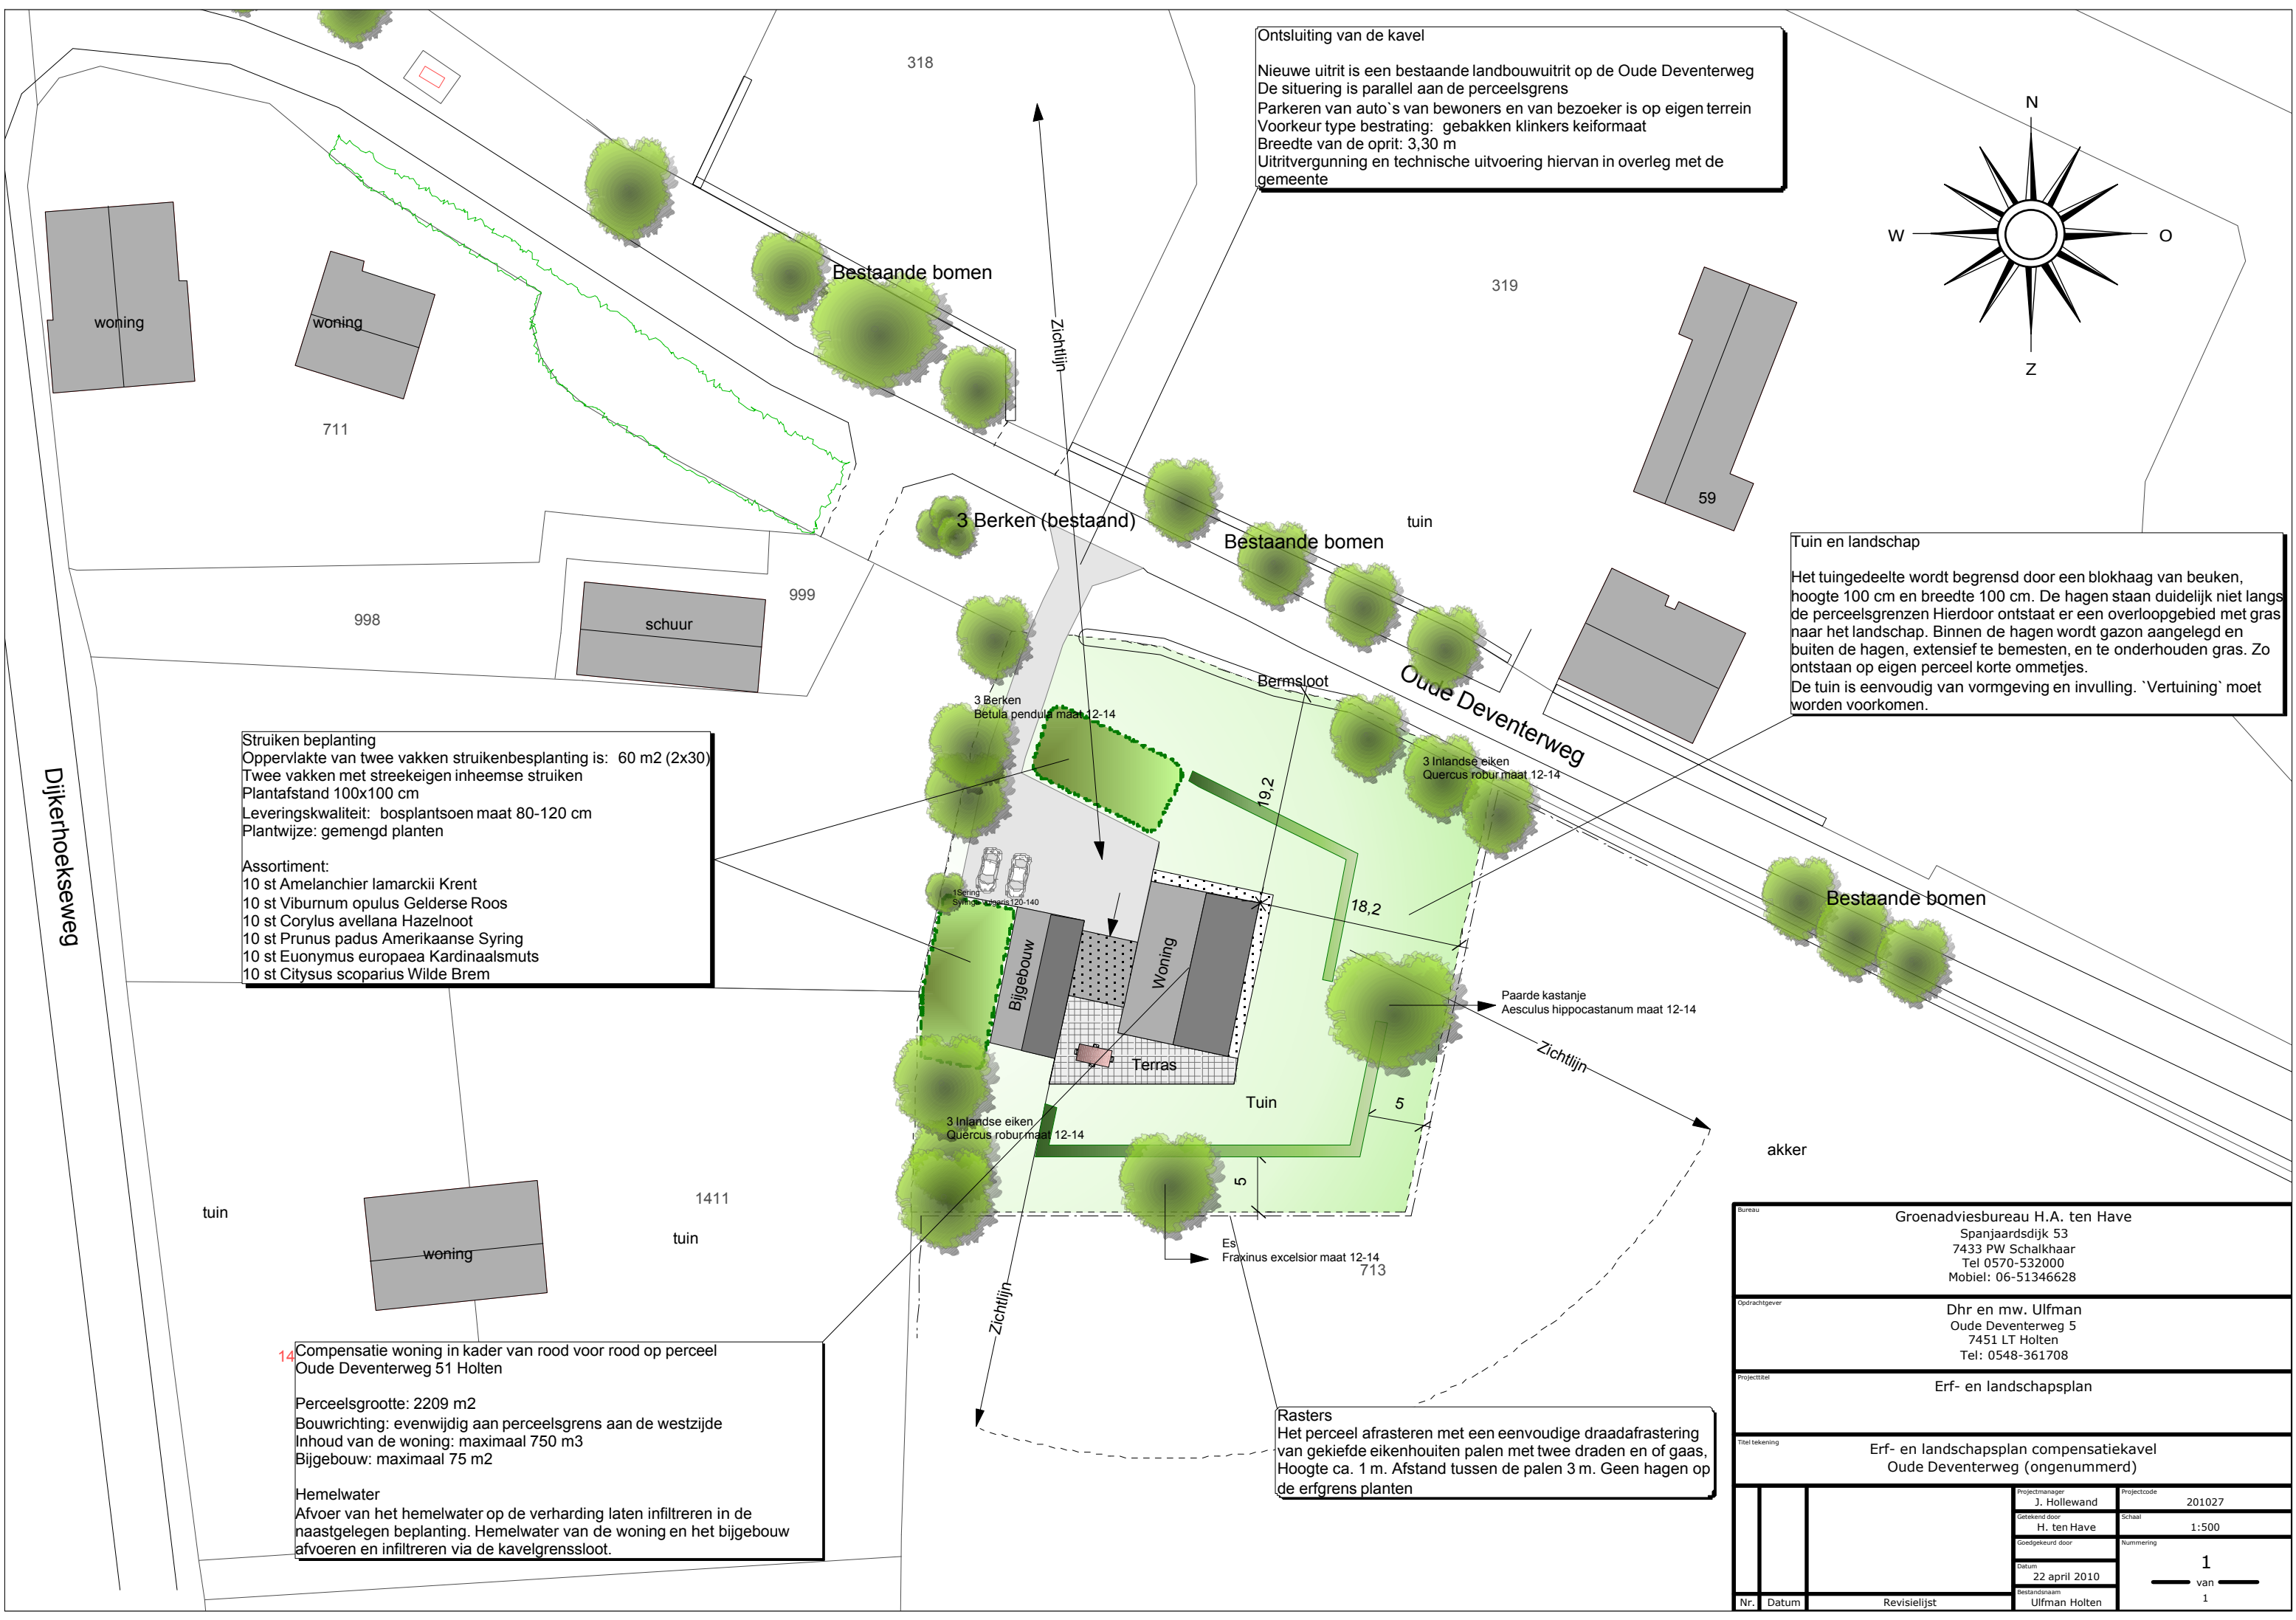 Ontsluiting van de kavel
Nieuwe uitrit is een bestaande landbouwuitrit op de Oude Deventerweg
De situering is parallel aan de perceelsgrens
Parkeren van auto`s van bewoners en van bezoeker is op eigen terrein
Voorkeur type bestrating: gebakken klinkers keiformaat
Breedte van de oprit: 3,30 m
Uitritvergunning en technische uitvoering hiervan in overleg met de
gemeente
318
N
W
O
Z
319
Bestaande bomen
Zichtlijn
woning
woning
711
59
tuin
3 Berken (bestaand)
Bestaande bomen
Tuin en landschap
Het tuingedeelte wordt begrensd door een blokhaag van beuken,
hoogte 100 cm en breedte 100 cm. De hagen staan duidelijk niet langs
de perceelsgrenzen Hierdoor ontstaat er een overloopgebied met gras
naar het landschap. Binnen de hagen wordt gazon aangelegd en
buiten de hagen, extensief te bemesten, en te onderhouden gras. Zo
ontstaan op eigen perceel korte ommetjes.
De tuin is eenvoudig van vormgeving en invulling. `Vertuining` moet
worden voorkomen.
999
998
schuur
Bermsloot
Oude Deventerweg
3 Berken
Betula pendula maat 12-14
Struiken beplanting
Oppervlakte van twee vakken struikenbesplanting is: 60 m2 (2x30)
Twee vakken met streekeigen inheemse struiken
Plantafstand 100x100 cm
Leveringskwaliteit: bosplantsoen maat 80-120 cm
Plantwijze: gemengd planten
Assortiment:
10 st Amelanchier lamarckii Krent
10 st Viburnum opulus Gelderse Roos
10 st Corylus avellana Hazelnoot
10 st Prunus padus Amerikaanse Syring
10 st Euonymus europaea Kardinaalsmuts
10 st Citysus scoparius Wilde Brem
Dijkerhoekseweg
3 Inlandse eiken
Quercus robur maat 12-14
19,2
18,2
1Sering
Syringa vulgaris120-140
Bestaande bomen
Bijgebouw
Woning
Paarde kastanje
Aesculus hippocastanum maat 12-14
Zichtlijn
Terras
Tuin
5
3 Inlandse eiken
Quercus robur maat 12-14
5
akker
1411
tuin
tuin
woning
Es
Fraxinus excelsior maat 12-14
713
Zichtlijn
14
Compensatie woning in kader van rood voor rood op perceel
Oude Deventerweg 51 Holten
Perceelsgrootte: 2209 m2
Bouwrichting: evenwijdig aan perceelsgrens aan de westzijde
Inhoud van de woning: maximaal 750 m3
Bijgebouw: maximaal 75 m2
Hemelwater
Afvoer van het hemelwater op de verharding laten infiltreren in de
naastgelegen beplanting. Hemelwater van de woning en het bijgebouw
afvoeren en infiltreren via de kavelgrenssloot.
Rasters
Het perceel afrasteren met een eenvoudige draadafrastering
van gekiefde eikenhouiten palen met twee draden en of gaas,
Hoogte ca. 1 m. Afstand tussen de palen 3 m. Geen hagen op
de erfgrens planten
Bureau
Groenadviesbureau H.A. ten Have
Spanjaardsdijk 53
7433 PW Schalkhaar
Tel 0570-532000
Mobiel: 06-51346628
Opdrachtgever
Dhr en mw. Ulfman
Oude Deventerweg 5
7451 LT Holten
Tel: 0548-361708
Projecttitel
Erf- en landschapsplan
Titel tekening
Erf- en landschapsplan compensatiekavel
Oude Deventerweg (ongenummerd)
Projectmanager
J. Hollewand
Projectcode
201027
Getekend door
H. ten Have
Schaal
1:500
Goedgekeurd door
Nummering
1
van
1
Datum
22 april 2010
Bestandsnaam
Ulfman Holten
Nr.
Datum
Revisielijst